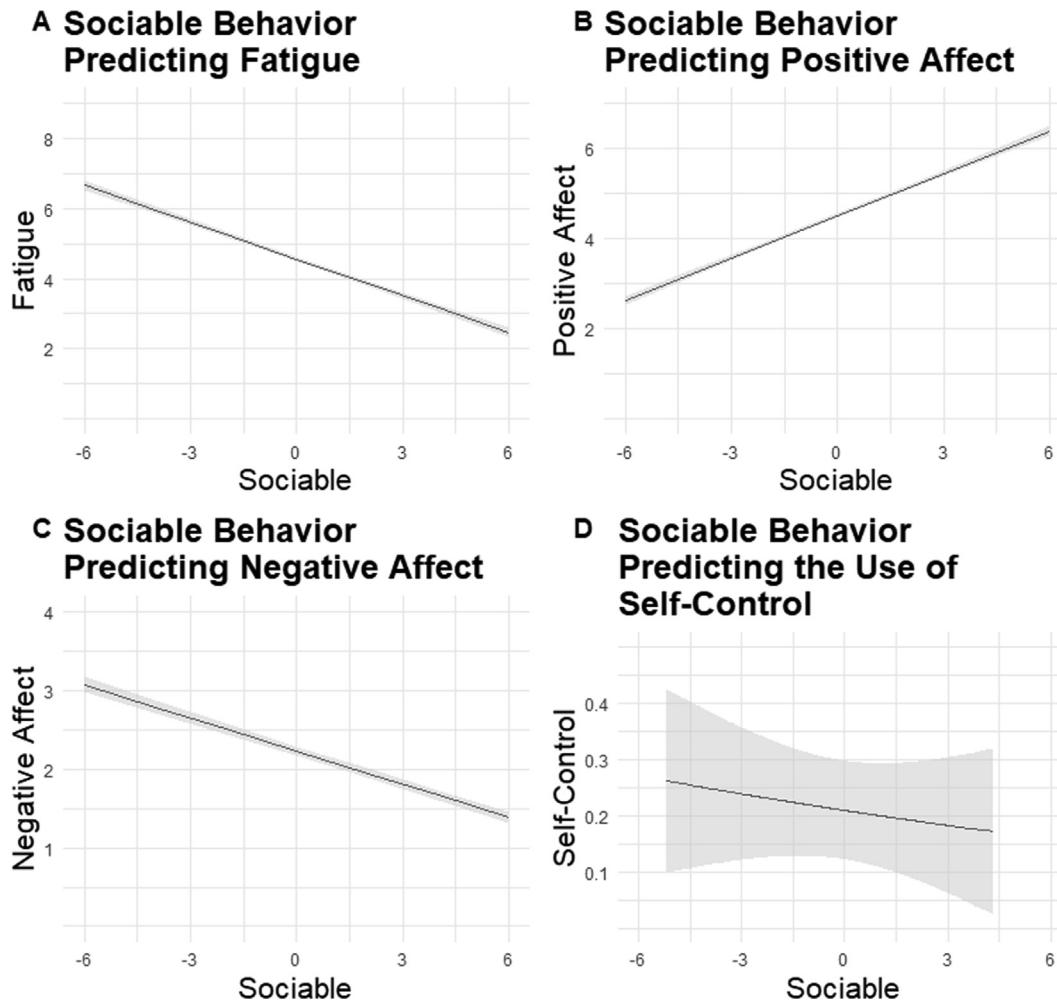 A Sociable Behavior
Predicting Fatigue
Fatigue
8
6
4
2
-6 -3 0 3 6
Sociable
B Sociable Behavior
Predicting Positive Affect
Positive Affect
6
4
2
-6 -3 0 3 6
Sociable
C Sociable Behavior
Predicting Negative Affect
Negative Affect
4
3
2
1
-6 -3 0 3 6
Sociable
D Sociable Behavior
Predicting the Use of
Self-Control
Self-Control
0.4
0.3
0.2
0.1
-6 -3 0 3 6
Sociable